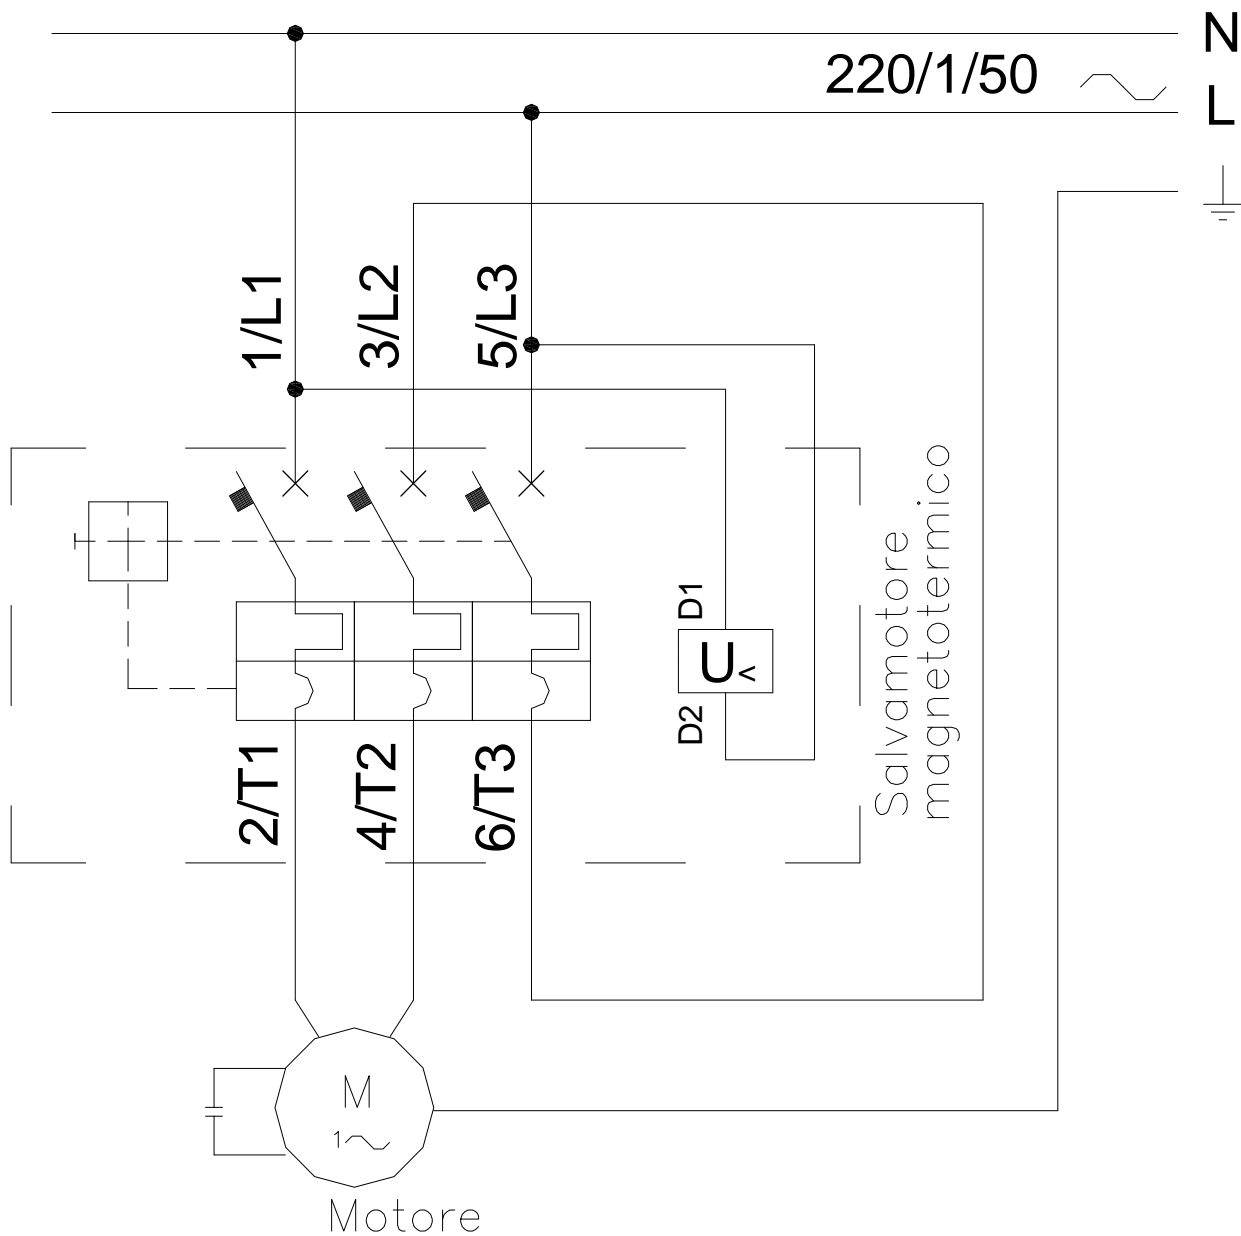 N
220/1/50
L
1/L1
3/L2
5/L3
Salvamotore
magnetotermico
D1
U<
D2
2/T1
4/T2
6/T3
M
1
Motore